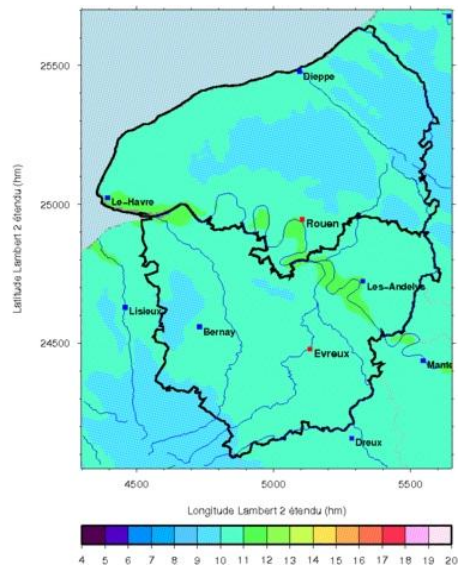 25500
Dieppe
Latitude Lambert 2 étendu (hm)
25000
Le-Havre
Rouen
Les-Andelys
Lisieux
Bernay
24500
Evreux
Dreux
4500 5000 5500
Longitude Lambert 2 étendu (hm)
4 5 6 7 8 9 10 11 12 13 14 15 16 17 18 19 20